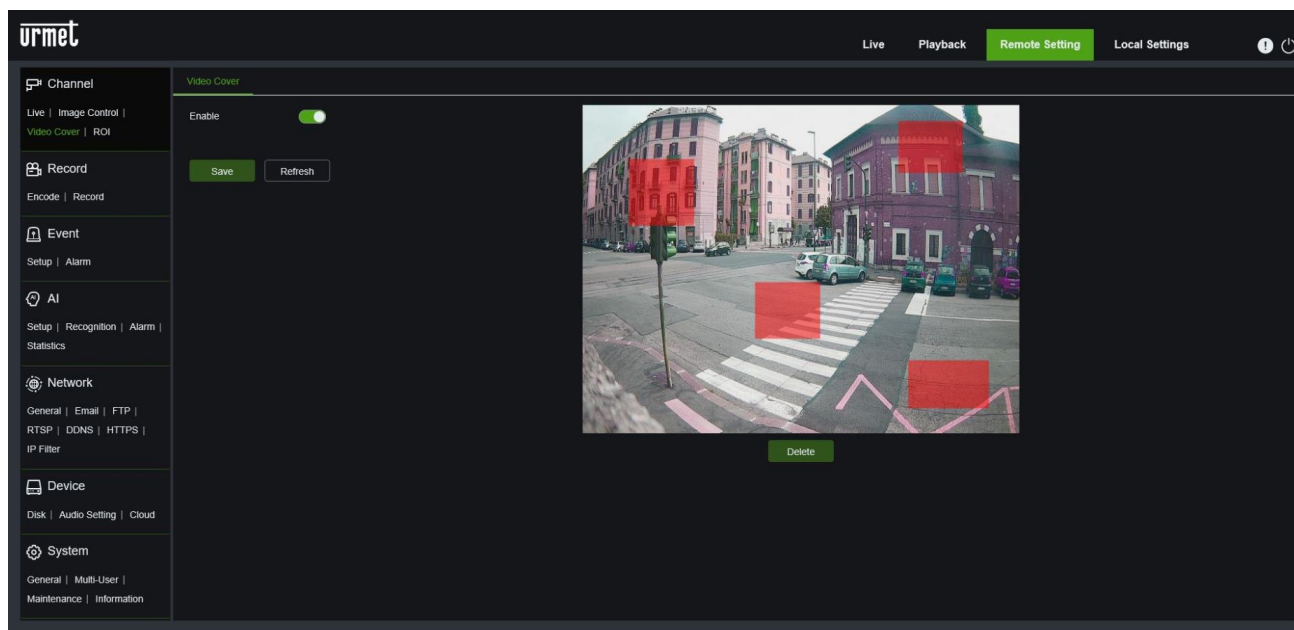 urmet
Live Playback Remote Setting Local Settings
Channel
Live | Image Control |
Video Cover | ROI
Record
Encode | Record
Event
Setup | Alarm
AI
Setup | Recognition | Alarm |
Statistics
Network
General | Email | FTP |
RTSP | DDNS | HTTPS |
IP Filter
Device
Disk | Audio Setting | Cloud
System
General | Multi-User |
Maintenance | Information
Video Cover
Enable
Save Refresh
Delete